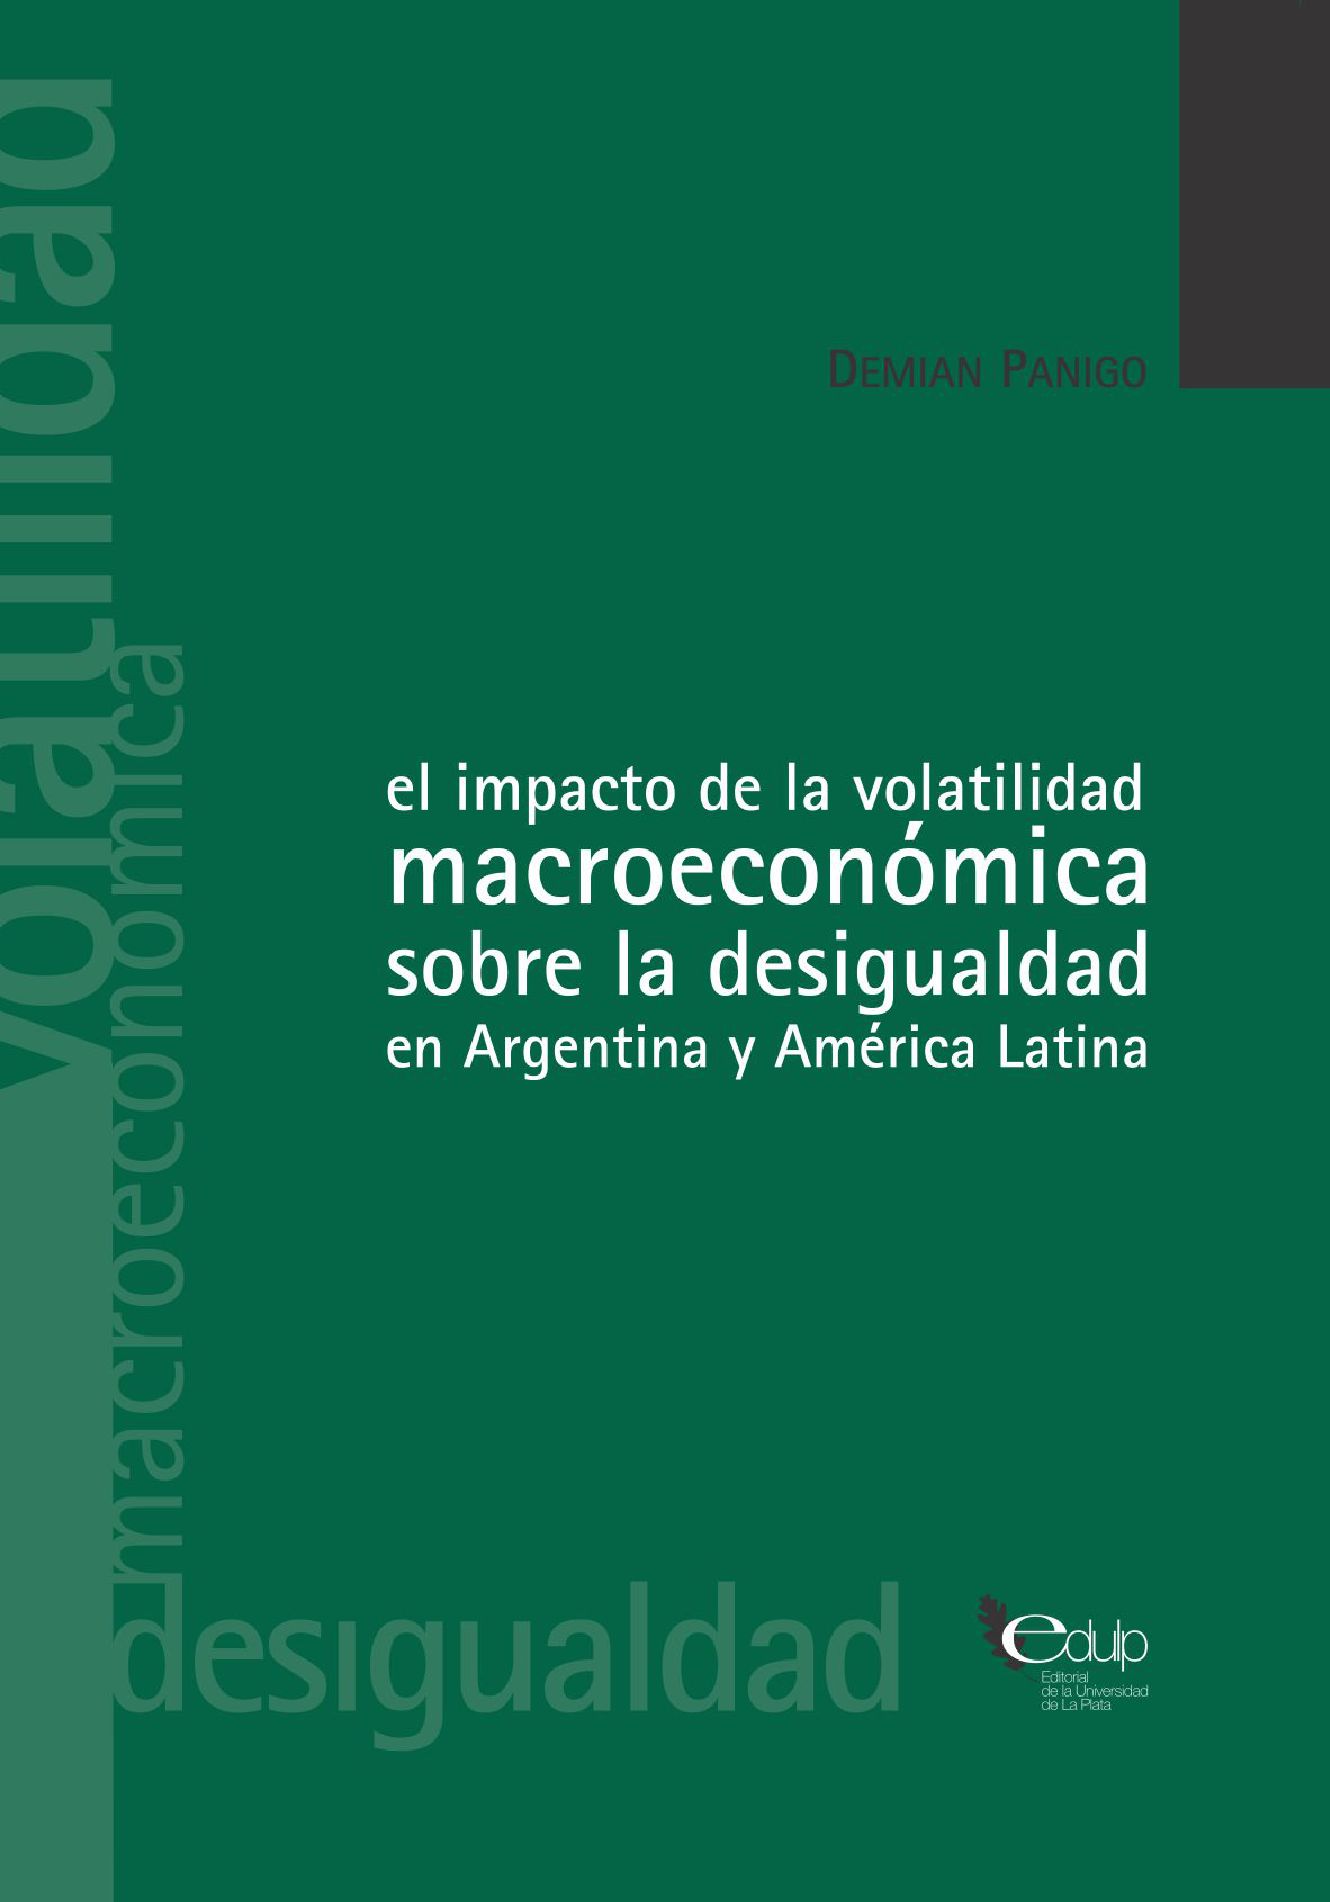 DEMIAN PANIGO
el impacto de la volatilidad
macroeconómica
sobre la desigualdad
en Argentina y América Latina
volatilidad
macroeconomica
desigualdad
edulp
Editorial
de la Universidad
de La Plata